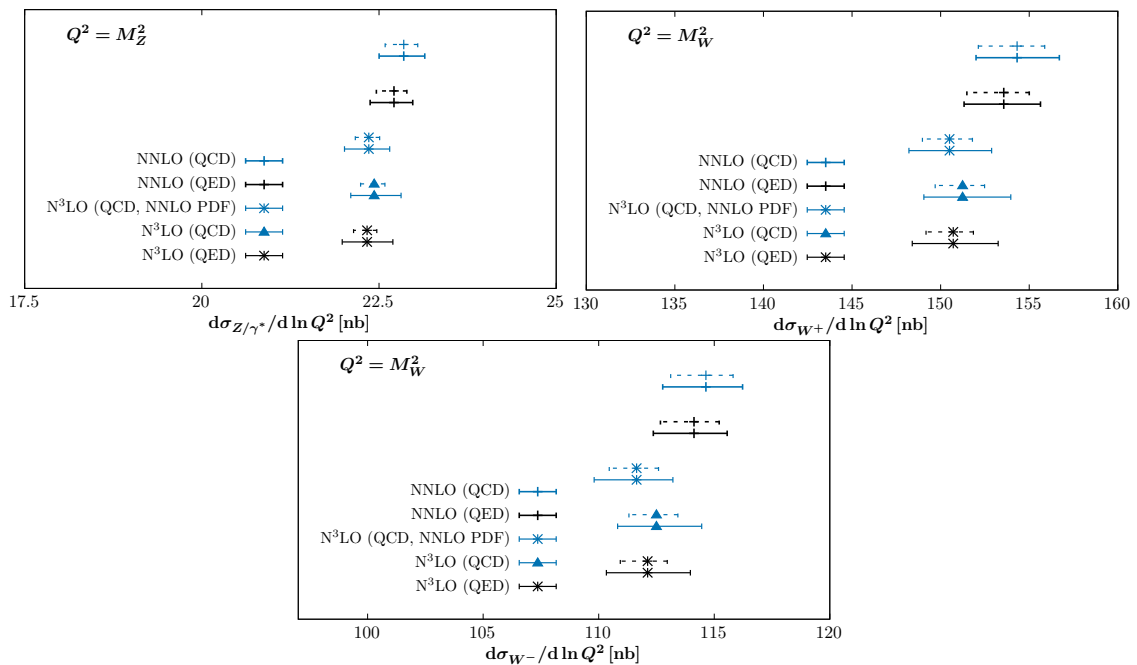 Q² = M_Z²
NNLO (QCD)
NNLO (QED)
N³LO (QCD, NNLO PDF)
N³LO (QCD)
N³LO (QED)
17.5 20 22.5 25
dσ_{Z/γ*}/d ln Q² [nb]
Q² = M_W²
NNLO (QCD)
NNLO (QED)
N³LO (QCD, NNLO PDF)
N³LO (QCD)
N³LO (QED)
130 135 140 145 150 155 160
dσ_{W⁺}/d ln Q² [nb]
Q² = M_W²
NNLO (QCD)
NNLO (QED)
N³LO (QCD, NNLO PDF)
N³LO (QCD)
N³LO (QED)
100 105 110 115 120
dσ_{W⁻}/d ln Q² [nb]